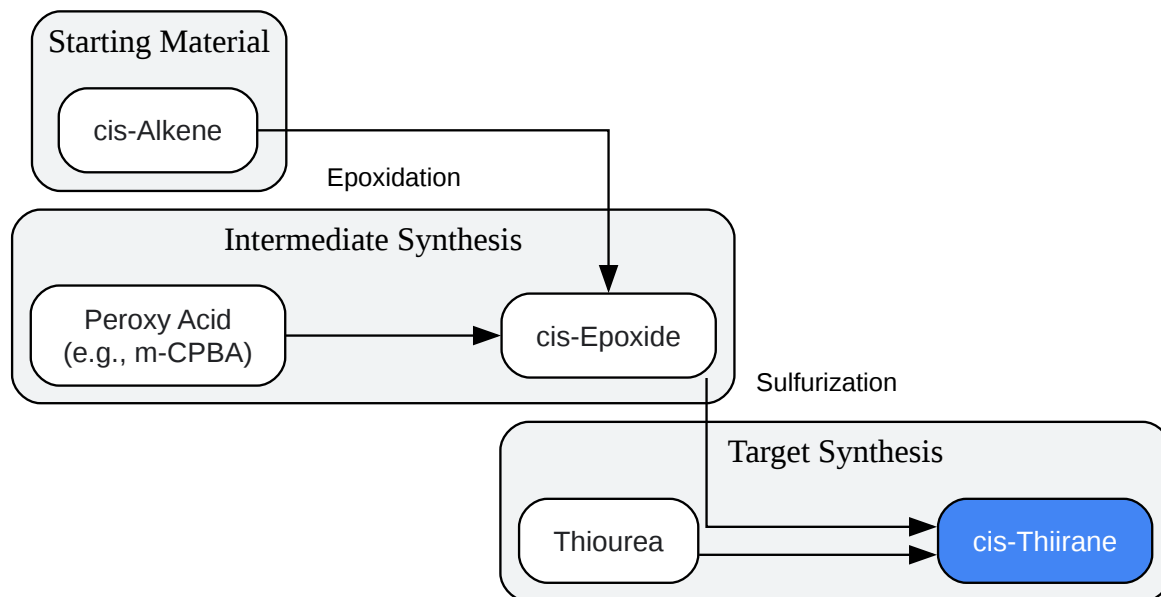 Starting Material
cis-Alkene
Epoxidation
Intermediate Synthesis
Peroxy Acid
(e.g., m-CPBA)
cis-Epoxide
Sulfurization
Target Synthesis
Thiourea
cis-Thiirane